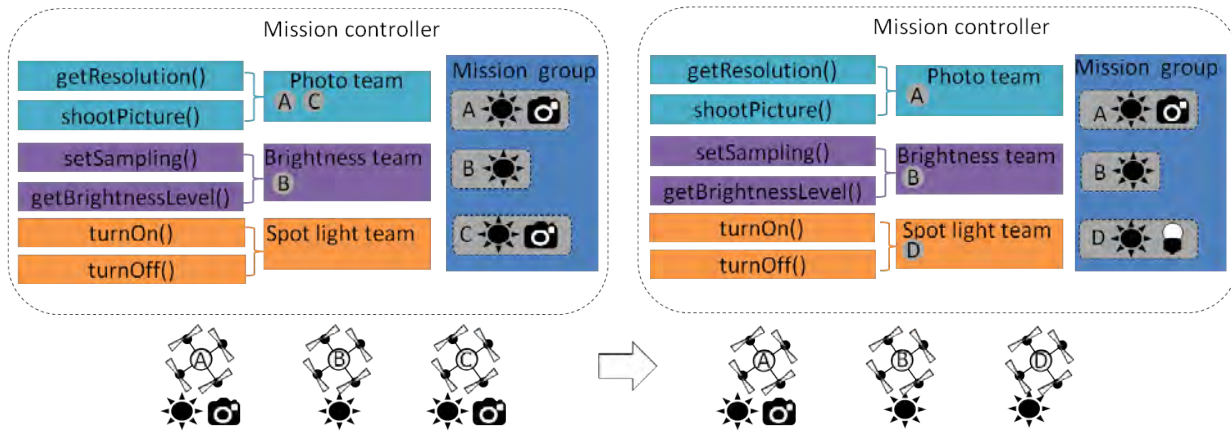 Mission controller
getResolution()
shootPicture()
Photo team
A C
setSampling()
getBrightnessLevel()
Brightness team
B
turnOn()
turnOff()
Spot light team
Mission group
A
B
C
A
B
C
Mission controller
getResolution()
shootPicture()
Photo team
A
setSampling()
getBrightnessLevel()
Brightness team
B
turnOn()
turnOff()
Spot light team
D
Mission group
A
B
D
A
B
D